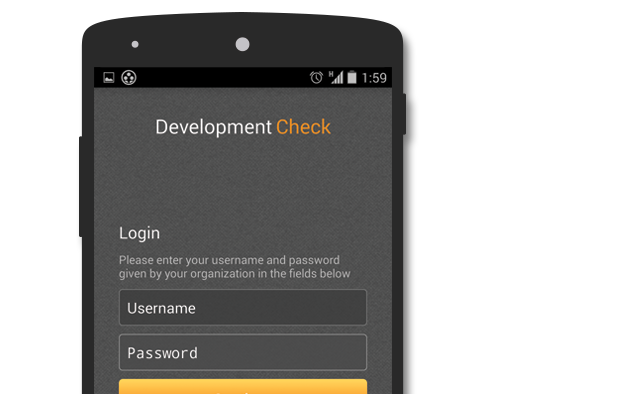 H 1:59
Development Check
Login
Please enter your username and password
given by your organization in the fields below
Username
Password